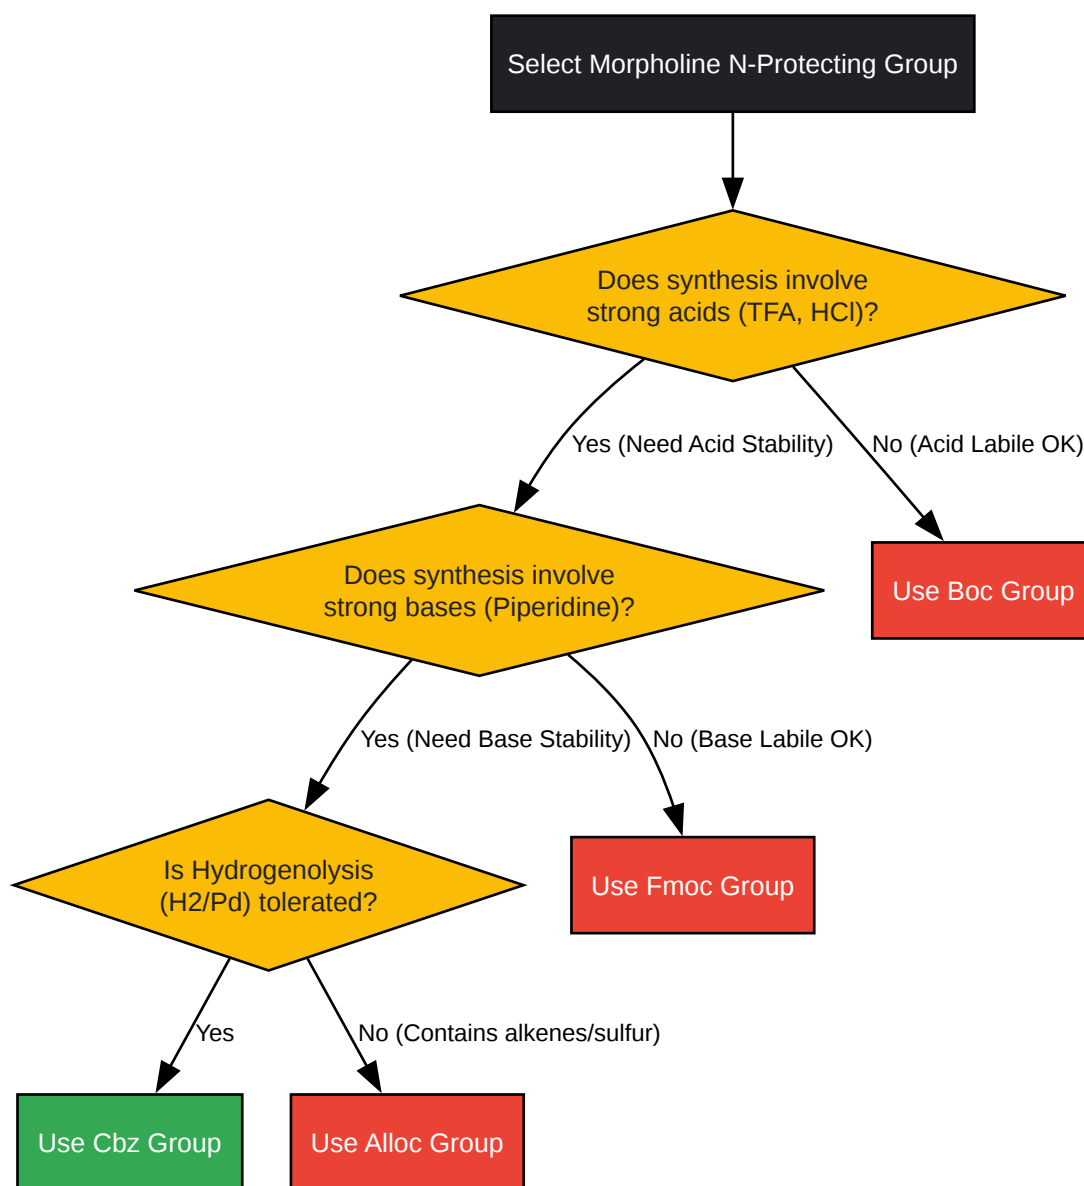 Select Morpholine N-Protecting Group
Does synthesis involve
strong acids (TFA, HCl)?
Yes (Need Acid Stability)
No (Acid Labile OK)
Does synthesis involve
strong bases (Piperidine)?
Use Boc Group
Yes (Need Base Stability)
No (Base Labile OK)
Is Hydrogenolysis
(H2/Pd) tolerated?
Use Fmoc Group
Yes
No (Contains alkenes/sulfur)
Use Cbz Group
Use Alloc Group